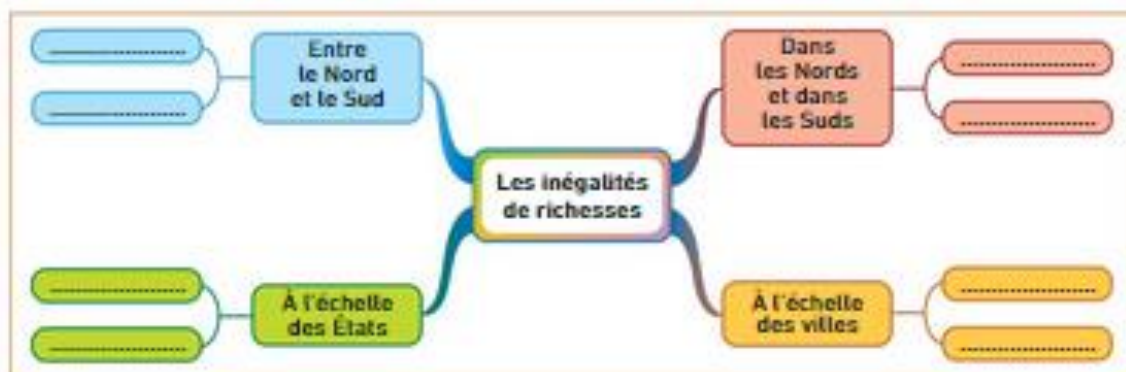 Entre
le Nord
et le Sud
Dans
les Nords
et dans
les Suds
Les inégalités
de richesses
À l'échelle
des États
À l'échelle
des villes